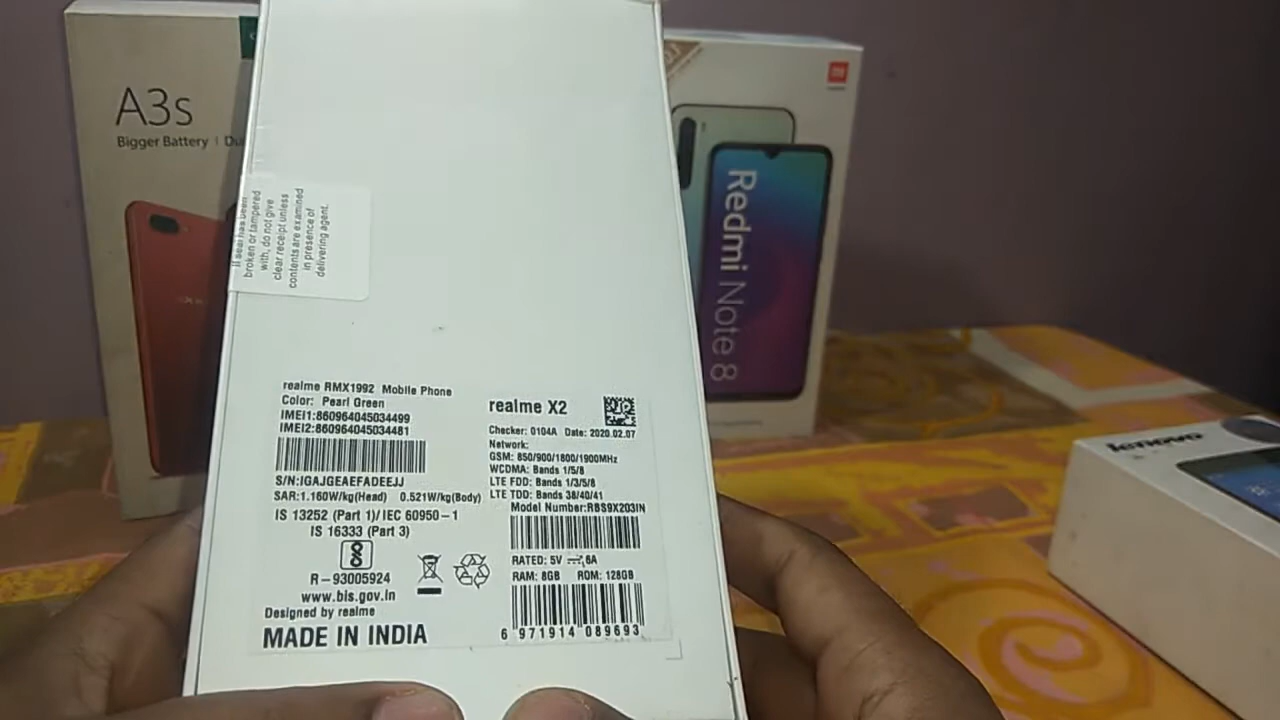 A3s
Bigger Battery
If seal has been
broken or tampered
with, do not give
clear receipt unless
contents are examined
in presence of
delivering agent.
mi
Redmi Note 8
lenovo
realme RMX1992 Mobile Phone
Color: Pearl Green
IMEI1:860964045034499
IMEI2:860964045034481
S/N:IGAJGEAEFADEEJJ
SAR:1.160W/kg(Head) 0.521W/kg(Body)
IS 13252 (Part 1)/ IEC 60950-1
IS 16333 (Part 3)
R-93005924
www.bis.gov.in
Designed by realme
MADE IN INDIA
realme X2
Checker: 0104A Date: 2020.02.07
Network:
GSM: 850/900/1800/1900MHz
WCDMA: Bands 1/5/8
LTE FDD: Bands 1/3/5/8
LTE TDD: Bands 38/40/41
Model Number:RBS9X203IN
RATED: 5V ⎓ 6A
RAM: 8GB ROM: 128GB
6 971914 089693